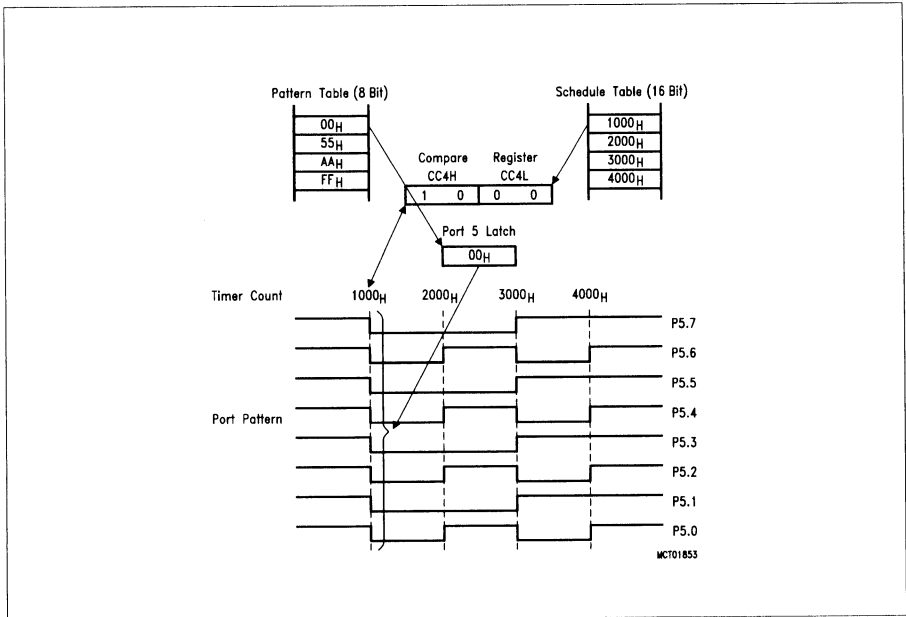 Pattern Table (8 Bit)
00H
55H
AAH
FFH
Schedule Table (16 Bit)
1000H
2000H
3000H
4000H
Compare Register
CC4H CC4L
1 0 0 0
Port 5 Latch
00H
Timer Count 1000H 2000H 3000H 4000H
P5.7
P5.6
P5.5
P5.4
Port Pattern
P5.3
P5.2
P5.1
P5.0
MCT01853